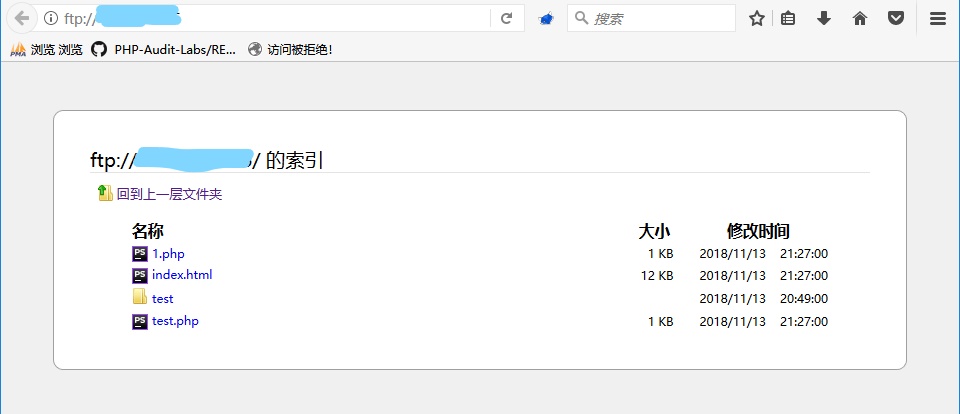 ftp://
搜索
浏览 浏览 PHP-Audit-Labs/RE... 访问被拒绝!
ftp:// / 的索引
回到上一层文件夹
名称 大小 修改时间
1.php 1 KB 2018/11/13 21:27:00
index.html 12 KB 2018/11/13 21:27:00
test 2018/11/13 20:49:00
test.php 1 KB 2018/11/13 21:27:00